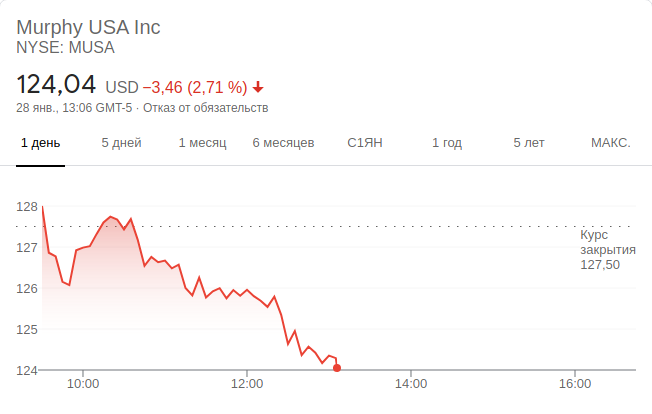 Murphy USA Inc
NYSE: MUSA
124,04 USD −3,46 (2,71 %)
28 янв., 13:06 GMT-5 · Отказ от обязательств
1 день 5 дней 1 месяц 6 месяцев С1ЯН 1 год 5 лет МАКС.
128
Курс
закрытия
127,50
127
126
125
124
10:00 12:00 14:00 16:00